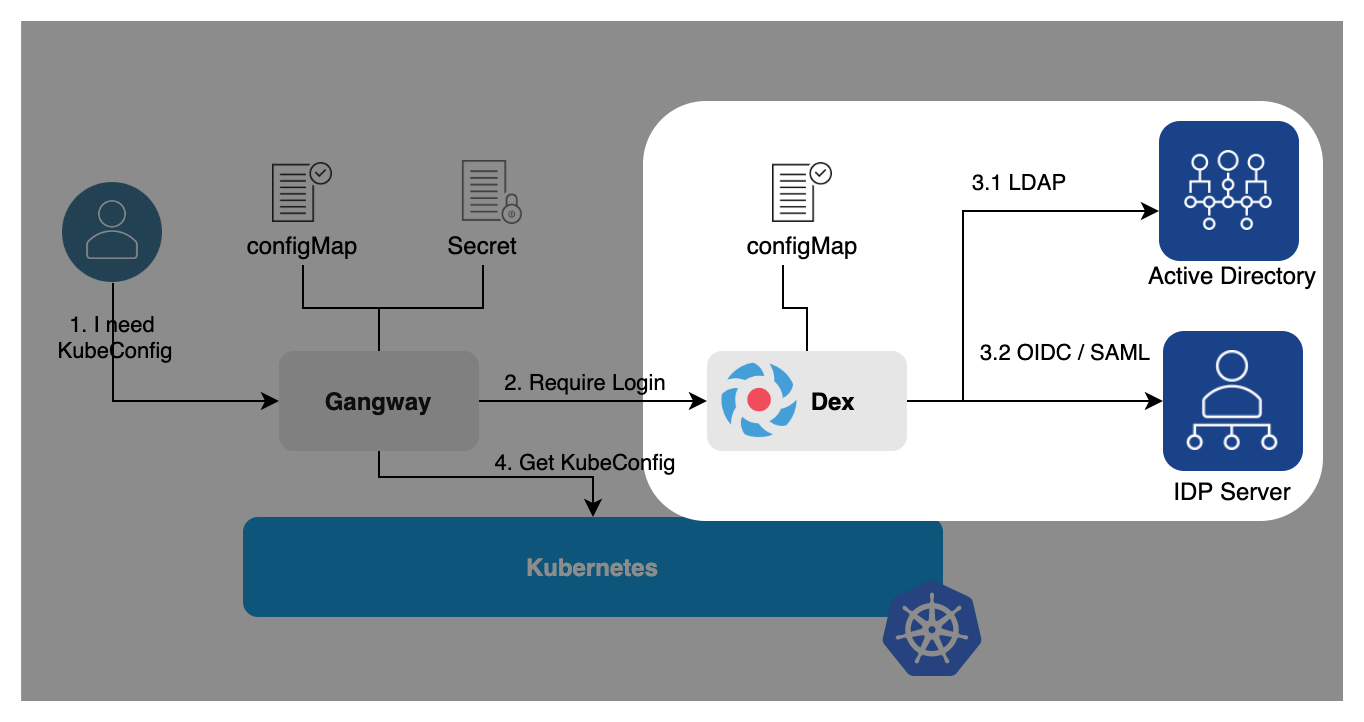 3.1 LDAP
configMap
Secret
configMap
Active Directory
1. I need
KubeConfig
3.2 OIDC / SAML
2. Require Login
Gangway
Dex
4. Get KubeConfig
IDP Server
Kubernetes